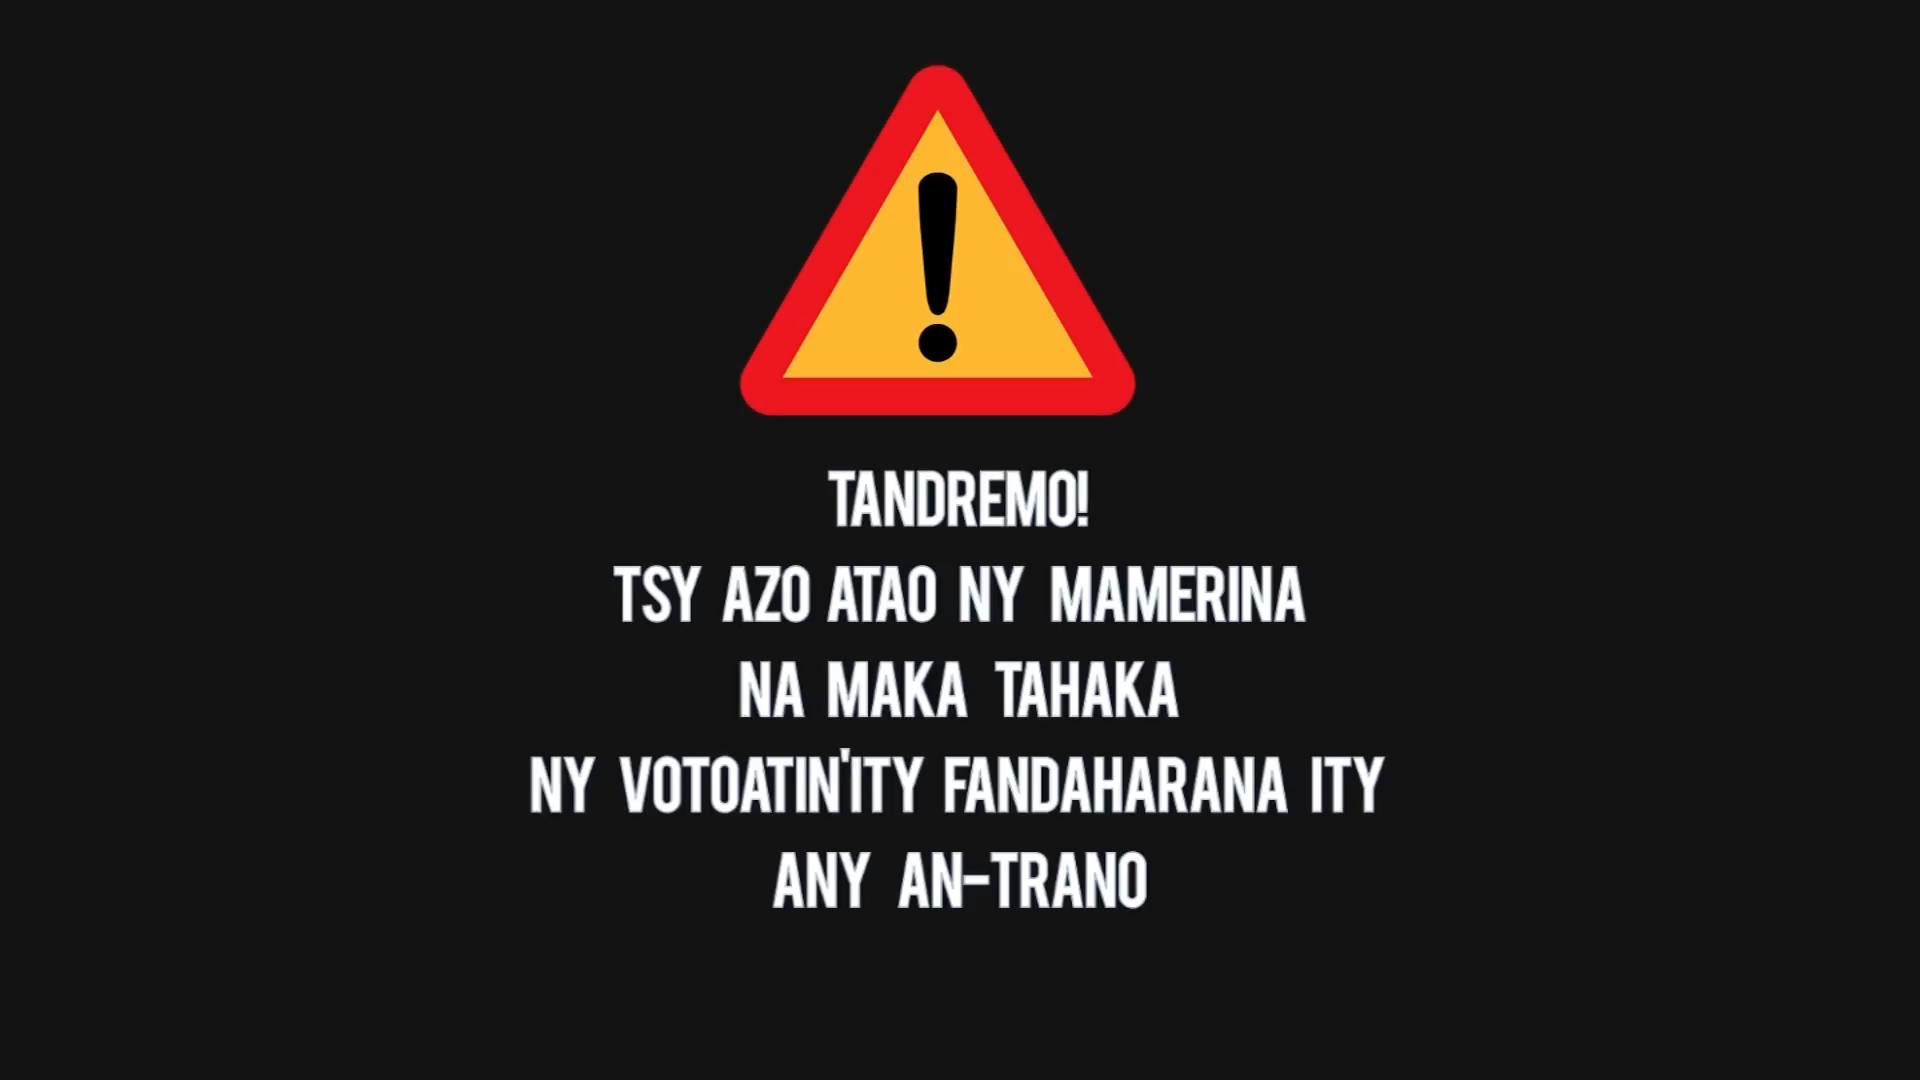 TANDREMO!
TSY AZO ATAO NY MAMERINA
NA MAKA TAHAKA
NY VOTOATIN'ITY FANDAHARANA ITY
ANY AN-TRANO